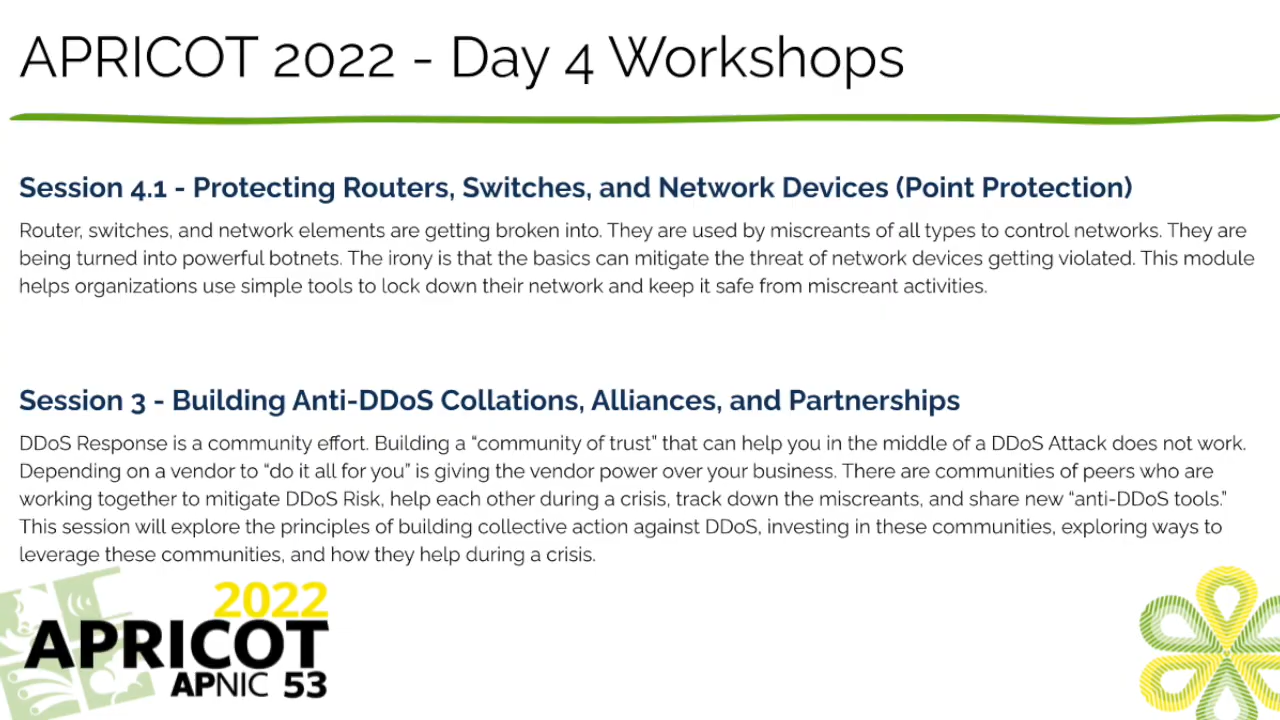 APRICOT 2022 - Day 4 Workshops
Session 4.1 - Protecting Routers, Switches, and Network Devices (Point Protection)
Router, switches, and network elements are getting broken into. They are used by miscreants of all types to control networks. They are
being turned into powerful botnets. The irony is that the basics can mitigate the threat of network devices getting violated. This module
helps organizations use simple tools to lock down their network and keep it safe from miscreant activities.
Session 3 - Building Anti-DDoS Collations, Alliances, and Partnerships
DDoS Response is a community effort. Building a “community of trust” that can help you in the middle of a DDoS Attack does not work.
Depending on a vendor to “do it all for you” is giving the vendor power over your business. There are communities of peers who are
working together to mitigate DDoS Risk, help each other during a crisis, track down the miscreants, and share new “anti-DDoS tools.”
This session will explore the principles of building collective action against DDoS, investing in these communities, exploring ways to
leverage these communities, and how they help during a crisis.
2022
APRICOT
APNIC 53